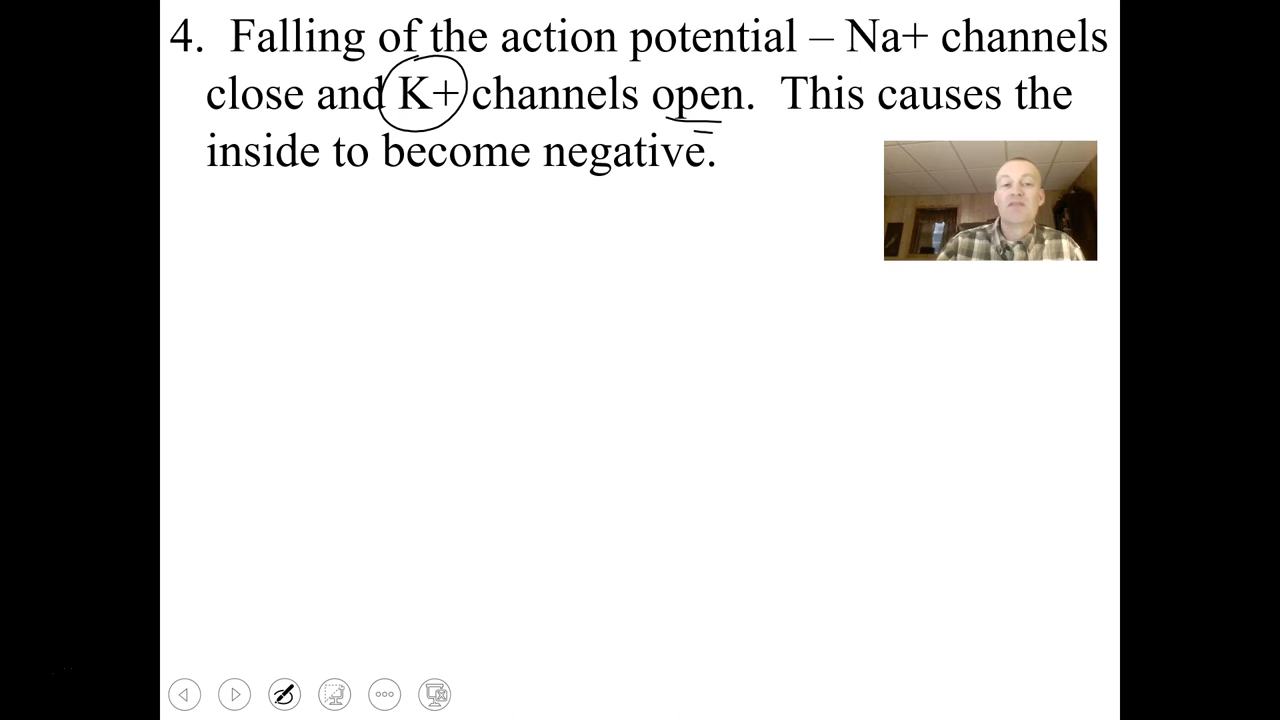 4. Falling of the action potential – Na+ channels
close and K+ channels open. This causes the
inside to become negative.